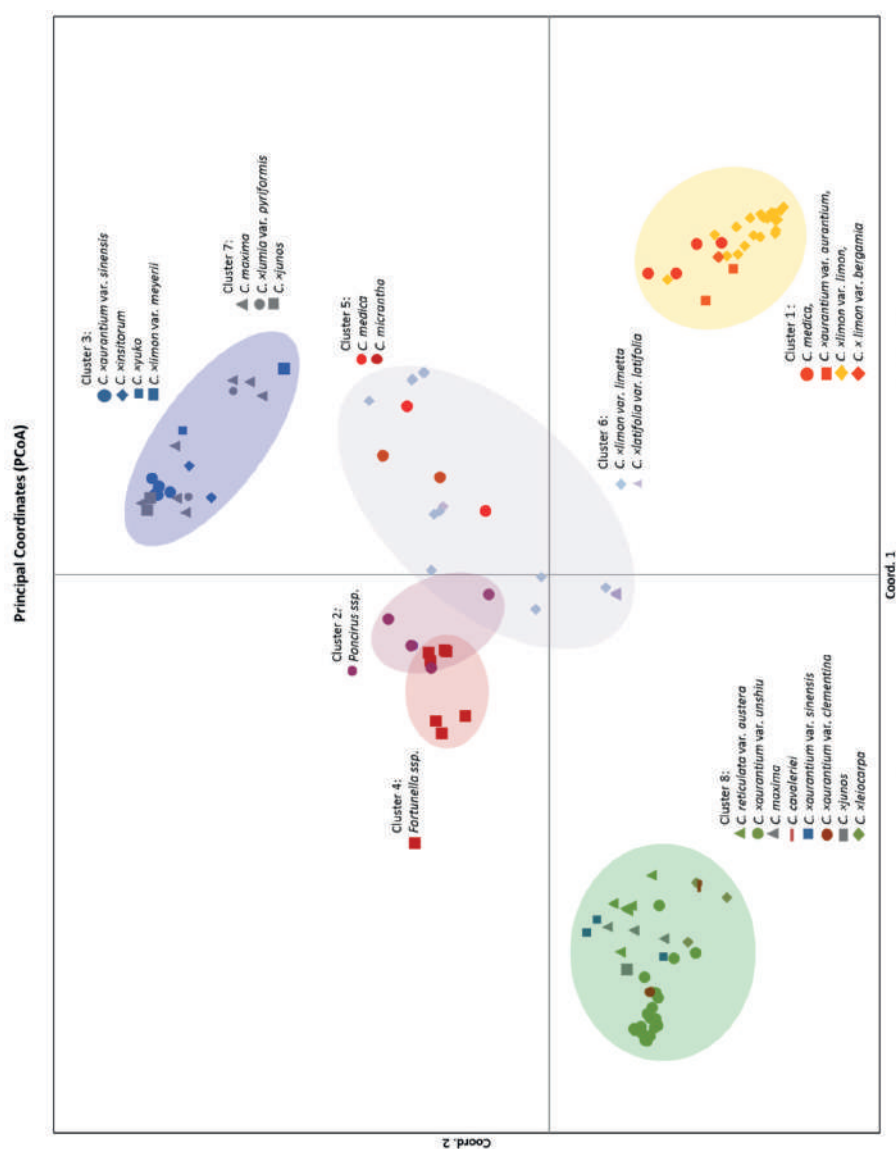 Principal Coordinates (PCoA)
Cluster 3:
C. ×aurantium var. sinensis
C. ×insitorum
C. ×yuko
C. ×limon var. meyerii
Cluster 7:
C. maxima
C. ×lumia var. pyriformis
C. ×junos
Cluster 5:
C. medica
C. micrantha
Cluster 6:
C. ×limon var. limetta
C. ×latifolia var. latifolia
Cluster 1 :
C. medica,
C. ×aurantium var. aurantium,
C. ×limon var. limon,
C. x limon var. bergamia
Cluster 2:
Poncirus ssp.
Cluster 4:
Fortunella ssp.
Cluster 8:
C. reticulata var. austera
C. ×aurantium var. unshiu
C. maxima
C. cavaleriei
C. ×aurantium var. sinensis
C. ×aurantium var. clementina
C. ×junos
C. ×leiocarpa
Coord. 1
Coord. 2